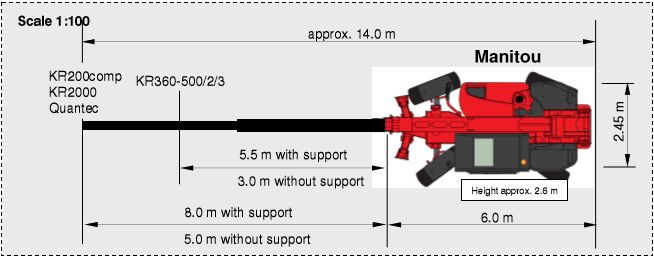 Scale 1:100
approx. 14.0 m
Manitou
KR200comp
KR2000
Quantec
KR360-500/2/3
2.45 m
5.5 m with support
3.0 m without support
Height approx. 2.6 m
8.0 m with support
5.0 m without support
6.0 m